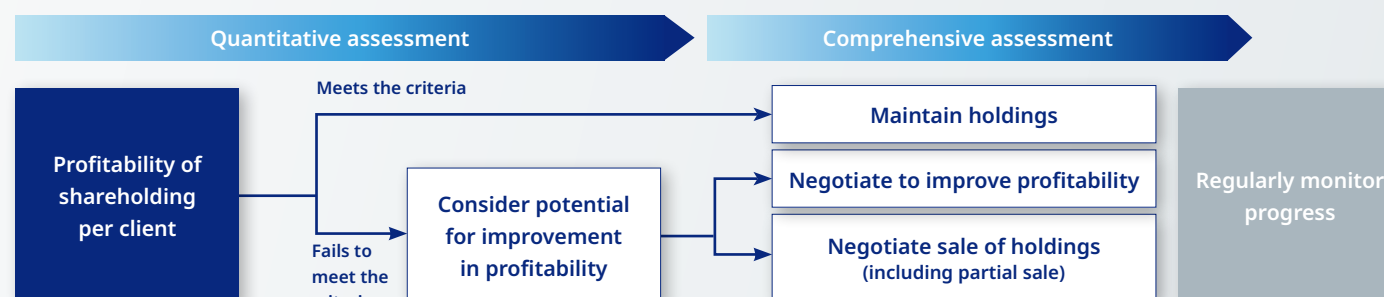 Quantitative assessment
Comprehensive assessment
Meets the criteria
Profitability of
shareholding
per client
Fails to
meet the
Consider potential
for improvement
in profitability
Maintain holdings
Negotiate to improve profitability
Negotiate sale of holdings
(including partial sale)
Regularly monitor
progress